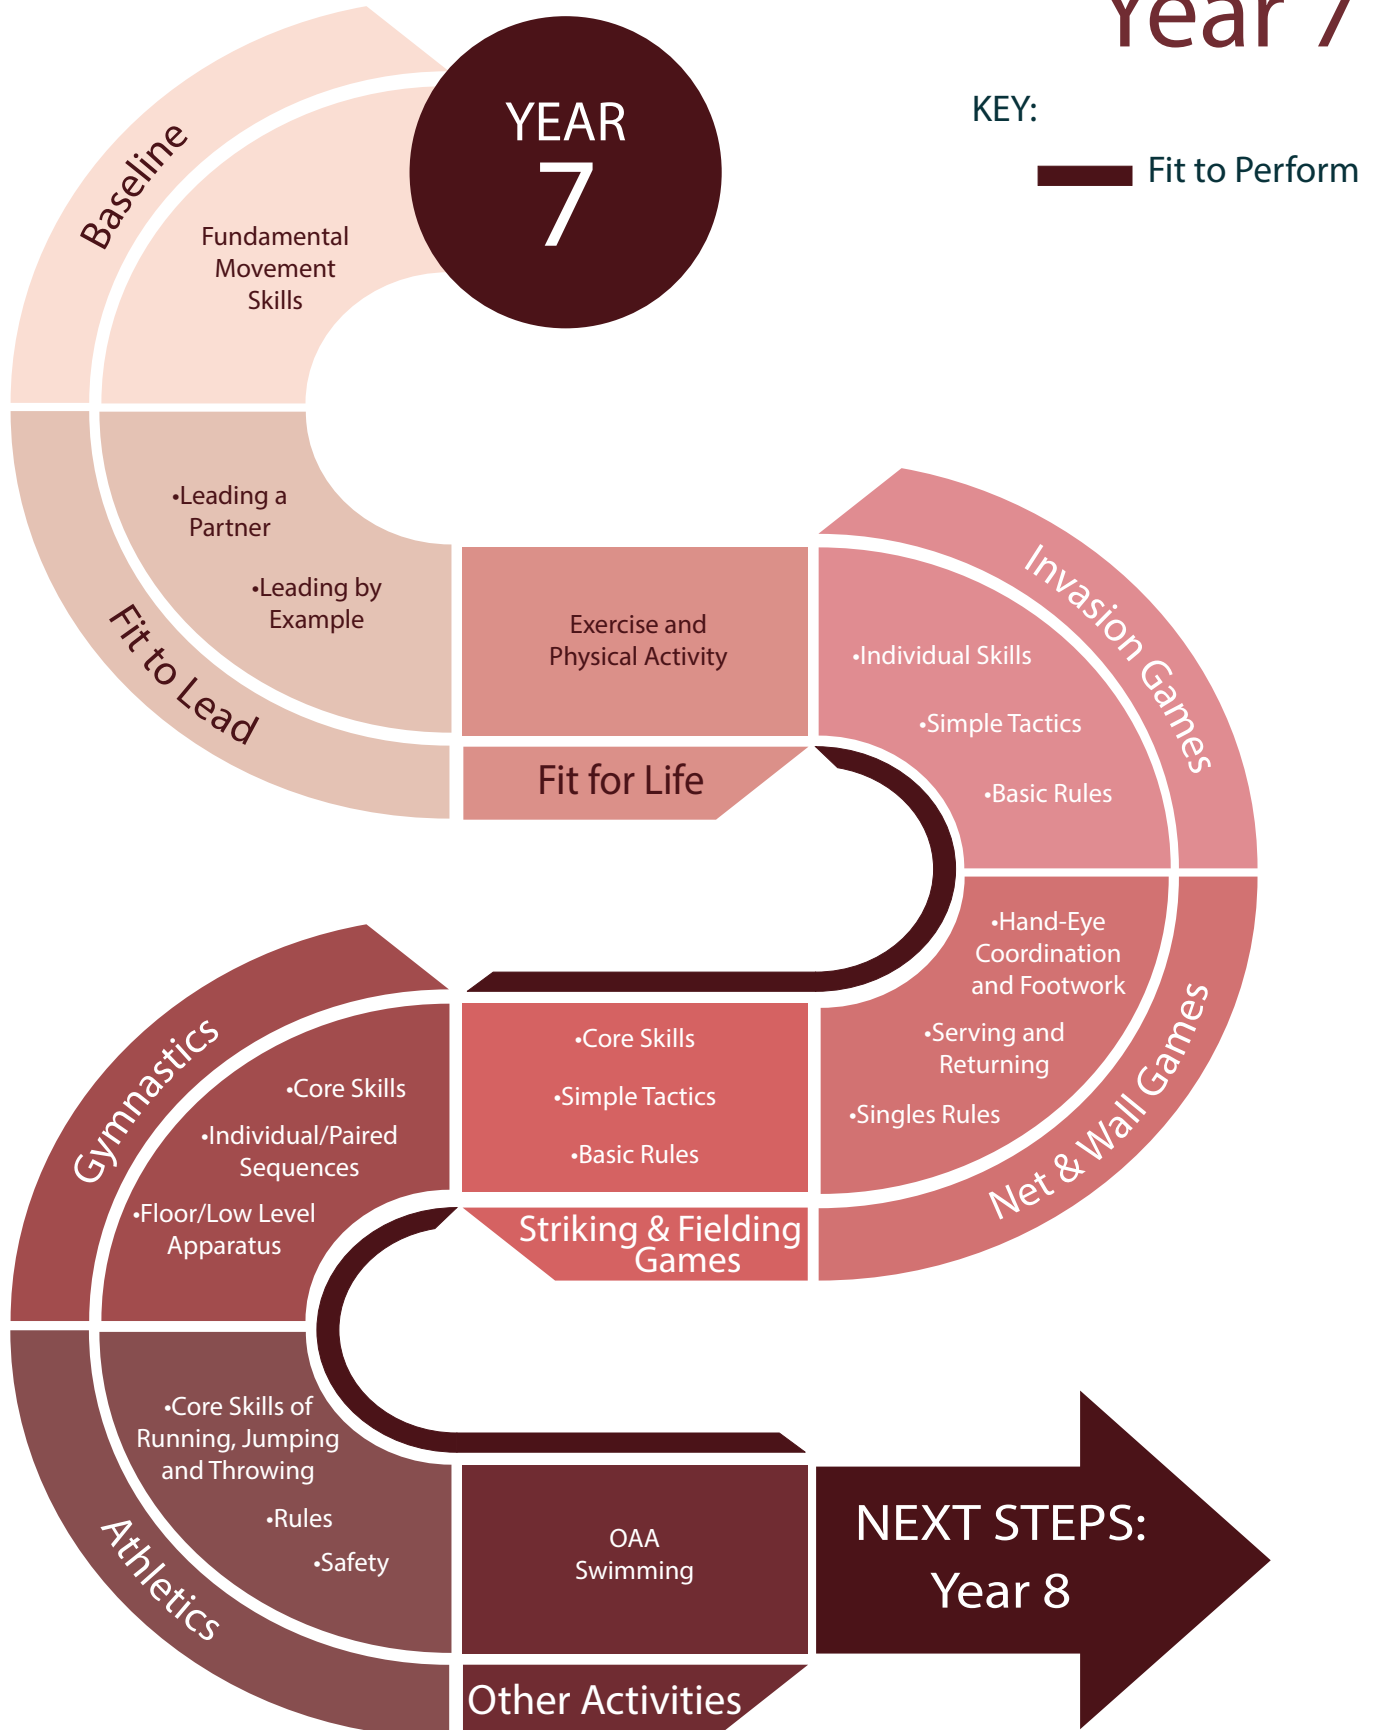 Year 7
KEY:
Fit to Perform
YEAR
7
Baseline
Fundamental
Movement
Skills
Fit to Lead
•Leading a
Partner
•Leading by
Example
Exercise and
Physical Activity
Fit for Life
Invasion Games
•Individual Skills
•Simple Tactics
•Basic Rules
Net & Wall Games
•Hand-Eye
Coordination
and Footwork
•Serving and
Returning
•Singles Rules
•Core Skills
•Simple Tactics
•Basic Rules
Striking & Fielding
Games
Gymnastics
•Core Skills
•Individual/Paired
Sequences
•Floor/Low Level
Apparatus
Athletics
•Core Skills of
Running, Jumping
and Throwing
•Rules
•Safety
OAA
Swimming
Other Activities
NEXT STEPS:
Year 8